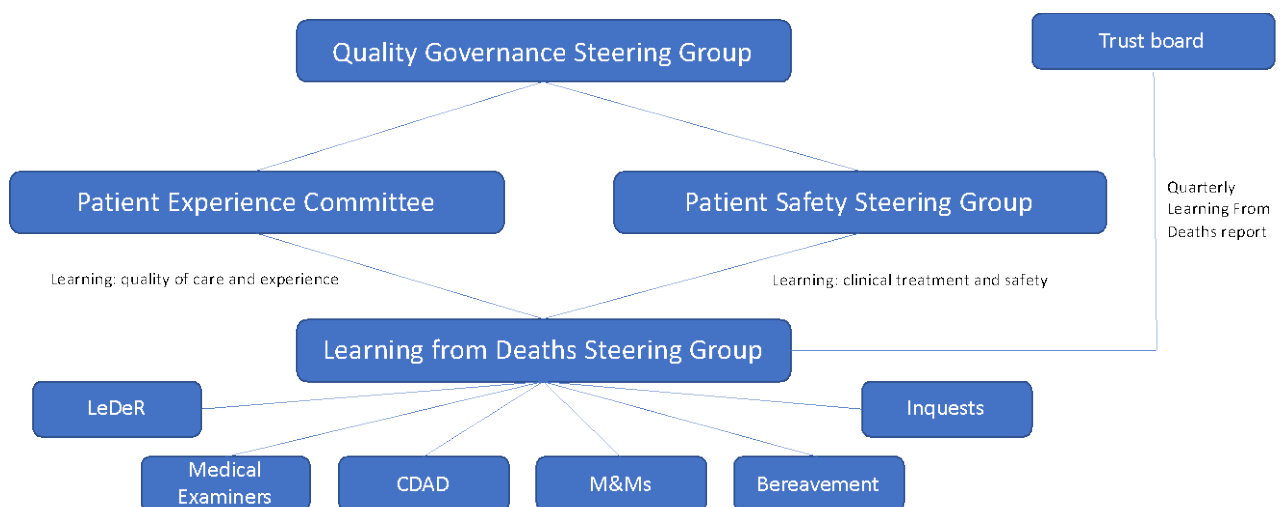 Quality Governance Steering Group
Trust board
Patient Experience Committee
Patient Safety Steering Group
Quarterly
Learning From
Deaths report
Learning: quality of care and experience
Learning: clinical treatment and safety
Learning from Deaths Steering Group
LeDeR
Inquests
Medical
Examiners
CDAD
M&Ms
Bereavement